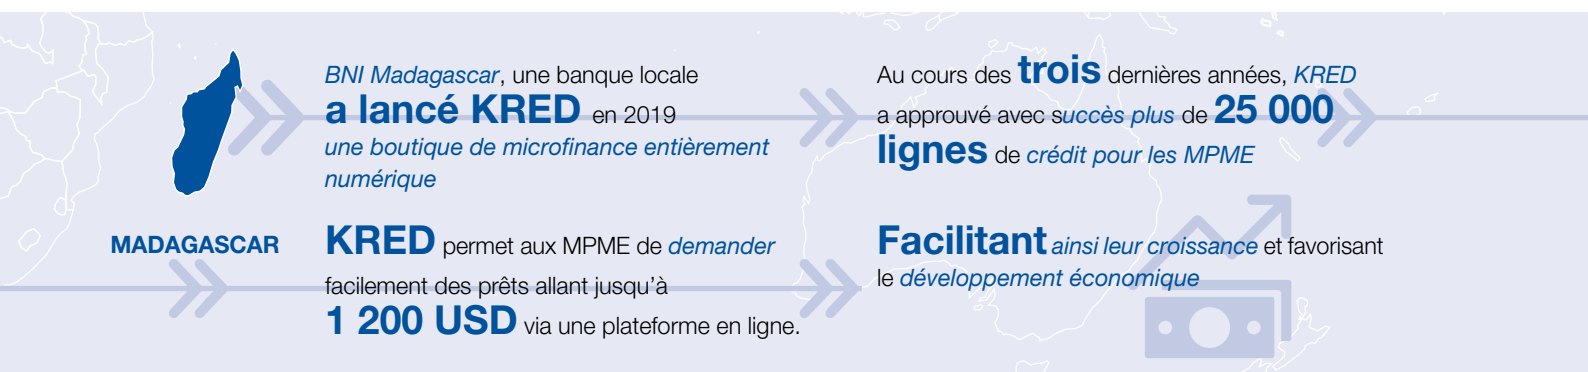 MADAGASCAR
BNI Madagascar, une banque locale
a lancé KRED en 2019
une boutique de microfinance entièrement
numérique
Au cours des trois dernières années, KRED
a approuvé avec succès plus de 25 000
lignes de crédit pour les MPME
KRED permet aux MPME de demander
facilement des prêts allant jusqu’à
1 200 USD via une plateforme en ligne.
Facilitant ainsi leur croissance et favorisant
le développement économique